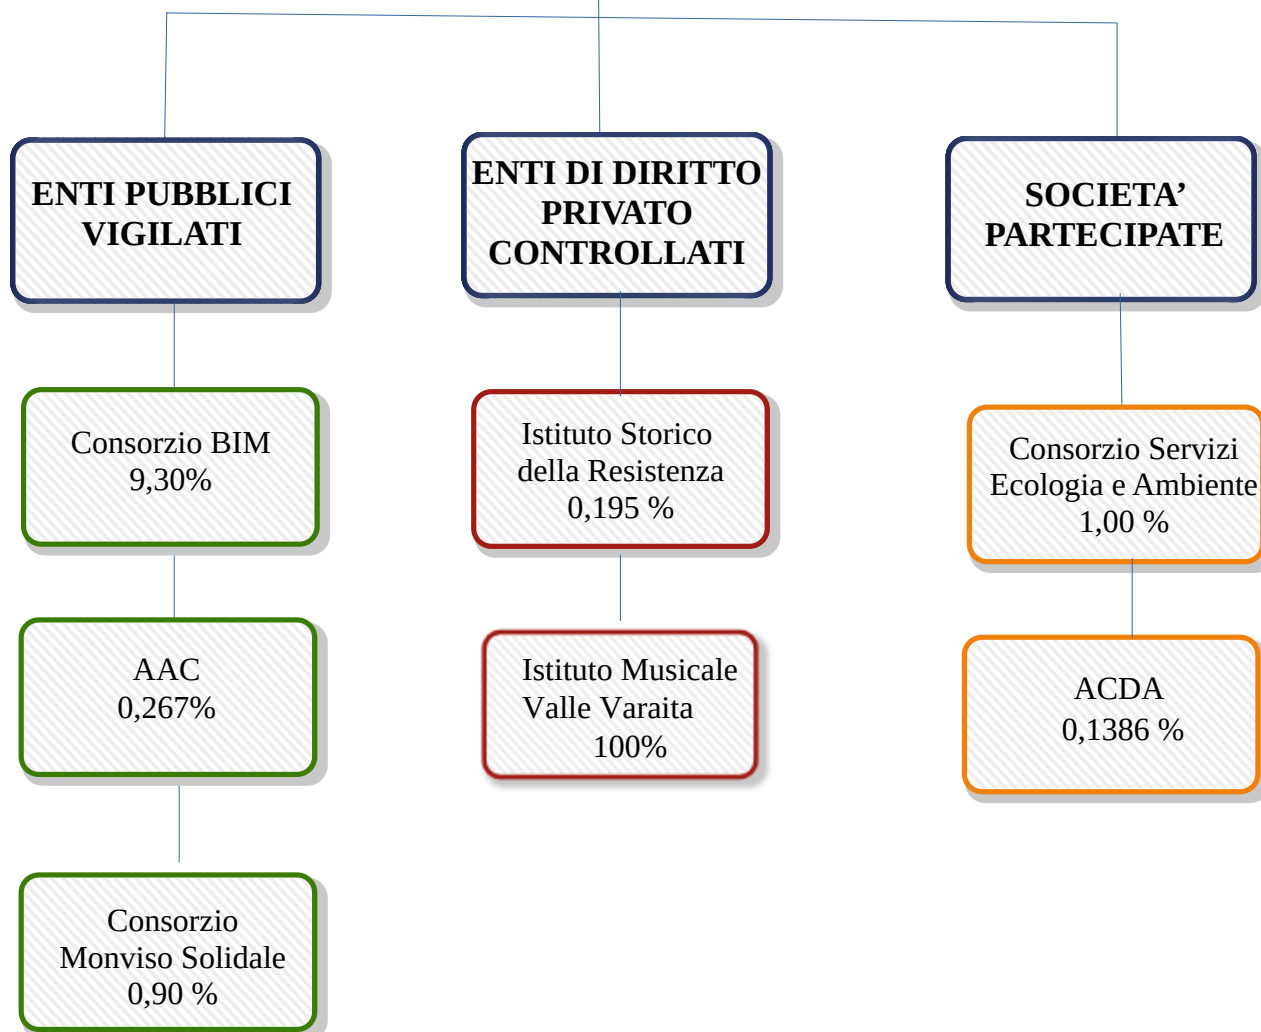 ENTI PUBBLICI
VIGILATI
ENTI DI DIRITTO
PRIVATO
CONTROLLATI
SOCIETA’
PARTECIPATE
Consorzio BIM
9,30%
Istituto Storico
della Resistenza
0,195 %
Consorzio Servizi
Ecologia e Ambiente
1,00 %
AAC
0,267%
Istituto Musicale
Valle Varaita
100%
ACDA
0,1386 %
Consorzio
Monviso Solidale
0,90 %